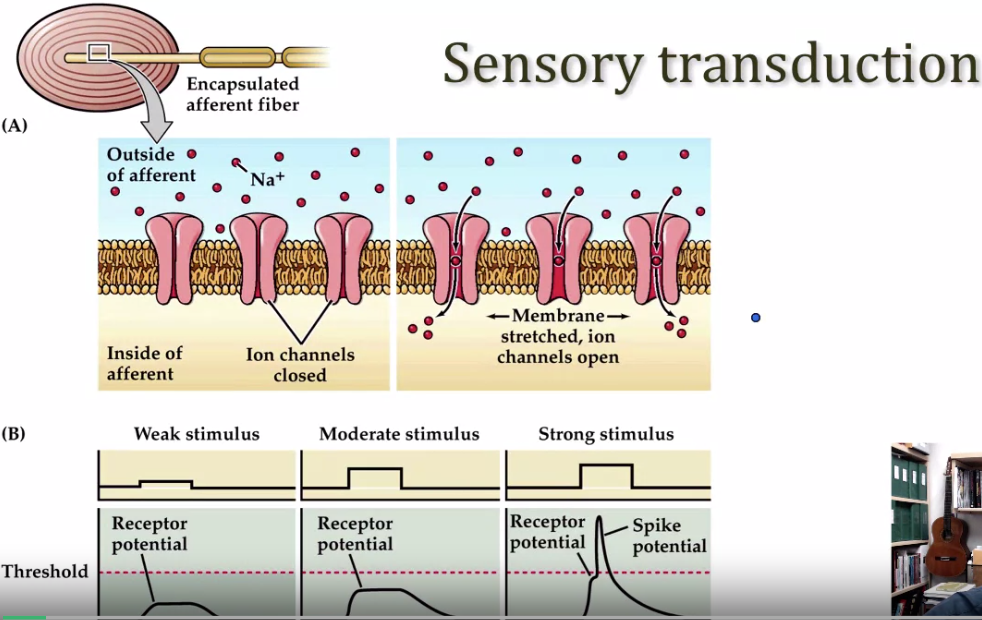 Sensory transduction
Encapsulated
afferent fiber
(A)
Outside
of afferent
Na⁺
Inside of
afferent
Ion channels
closed
Membrane
stretched, ion
channels open
(B)
Weak stimulus
Moderate stimulus
Strong stimulus
Receptor
potential
Receptor
potential
Receptor
potential
Spike
potential
Threshold